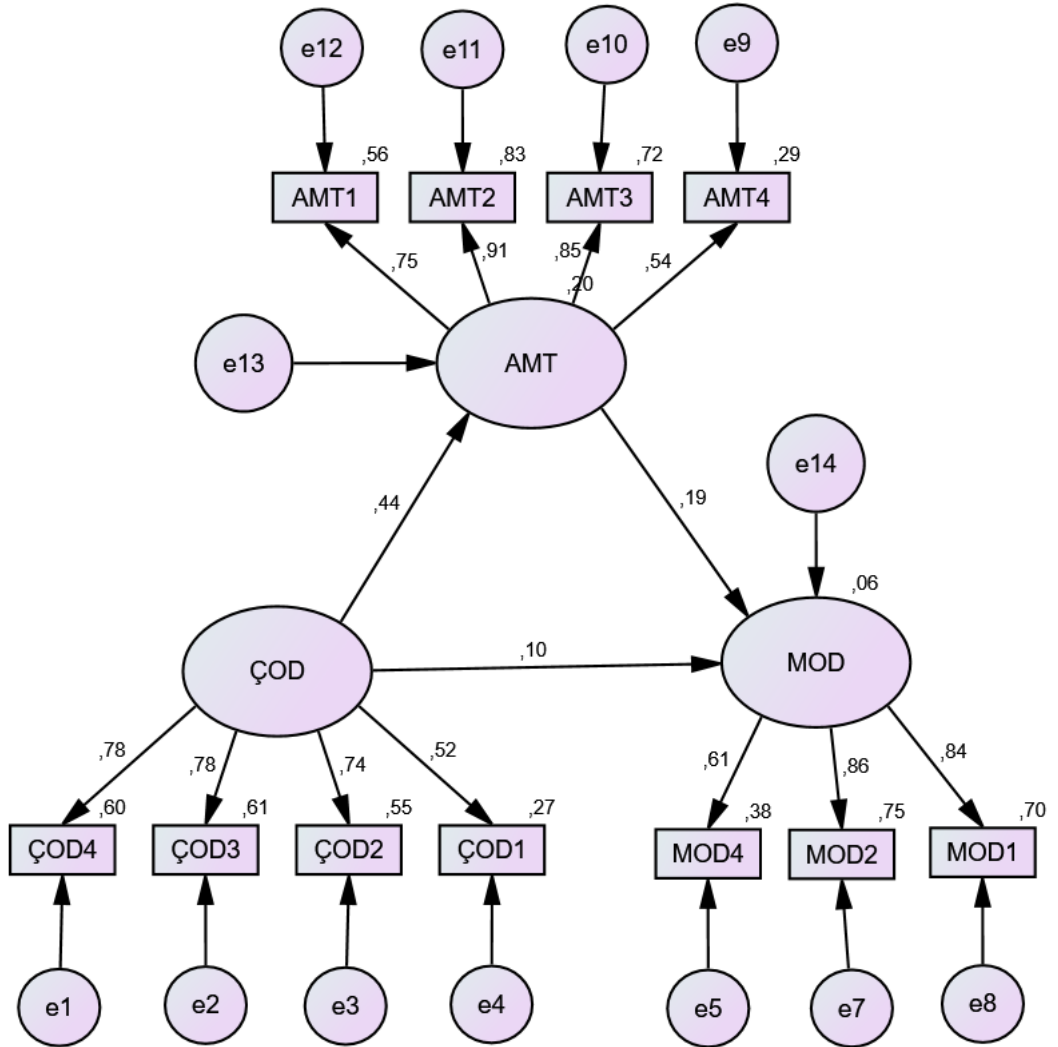 e12
e11
e10
e9
,56
,83
,72
,29
AMT1
AMT2
AMT3
AMT4
,75
,91
,85
,54
,20
e13
AMT
e14
,44
,19
,06
ÇOD
,10
MOD
,78
,78
,74
,52
,61
,86
,84
,60
,61
,55
,27
,38
,75
,70
ÇOD4
ÇOD3
ÇOD2
ÇOD1
MOD4
MOD2
MOD1
e1
e2
e3
e4
e5
e7
e8